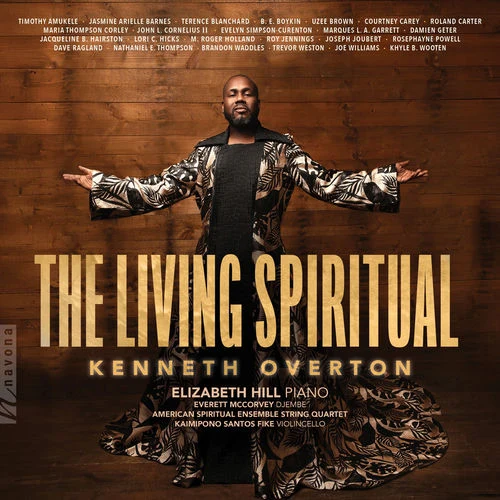 TIMOTHY AMUKELE · JASMINE ARIELLE BARNES · TERENCE BLANCHARD · B. E. BOYKIN · UZEE BROWN · COURTNEY CAREY · ROLAND CARTER
MARIA THOMPSON CORLEY · JOHN L. CORNELIUS II · EVELYN SIMPSON-CURENTON · MARQUES L. A. GARRETT · DAMIEN GETER
JACQUELINE B. HAIRSTON · LORI C. HICKS · M. ROGER HOLLAND · ROY JENNINGS · JOSEPH JOUBERT · ROSEPHAYNE POWELL
DAVE RAGLAND · NATHANIEL E. THOMPSON · BRANDON WADDLES · TREVOR WESTON · JOE WILLIAMS · KHYLE B. WOOTEN
THE LIVING SPIRITUAL
KENNETH OVERTON
ELIZABETH HILL PIANO
EVERETT MCCORVEY DJEMBE
AMERICAN SPIRITUAL ENSEMBLE STRING QUARTET
KAIMIPONO SANTOS FIKE VIOLINCELLO
navona